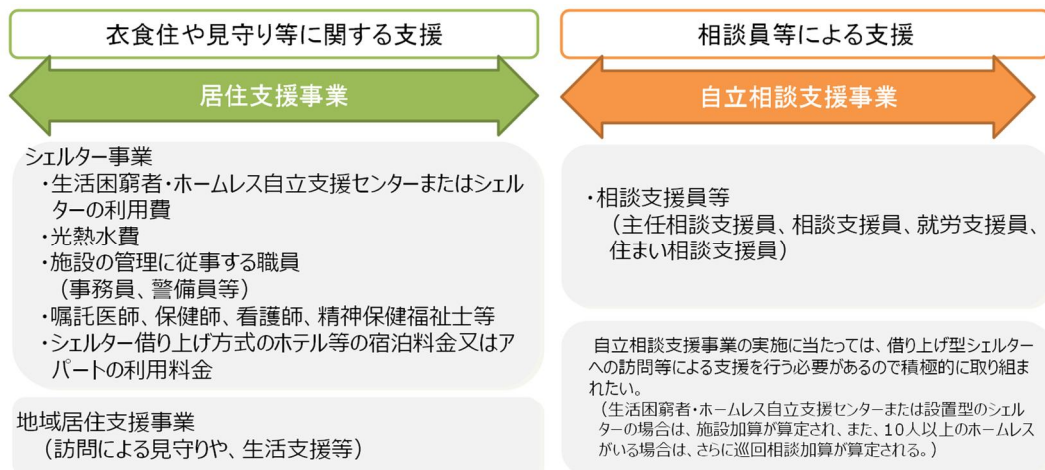 衣食住や見守り等に関する支援
居住支援事業
シェルター事業
・生活困窮者・ホームレス自立支援センターまたはシェル
ターの利用費
・光熱水費
・施設の管理に従事する職員
（事務員、警備員等）
・嘱託医師、保健師、看護師、精神保健福祉士等
・シェルター借り上げ方式のホテル等の宿泊料金又はア
パートの利用料金
地域居住支援事業
（訪問による見守りや、生活支援等）
相談員等による支援
自立相談支援事業
・相談支援員等
（主任相談支援員、相談支援員、就労支援員、
住まい相談支援員）
自立相談支援事業の実施に当たっては、借り上げ型シェルター
への訪問等による支援を行う必要があるので積極的に取り組ま
れたい。
（生活困窮者・ホームレス自立支援センターまたは設置型のシェル
ターの場合は、施設加算が算定され、また、10人以上のホームレス
がいる場合は、さらに巡回相談加算が算定される。）